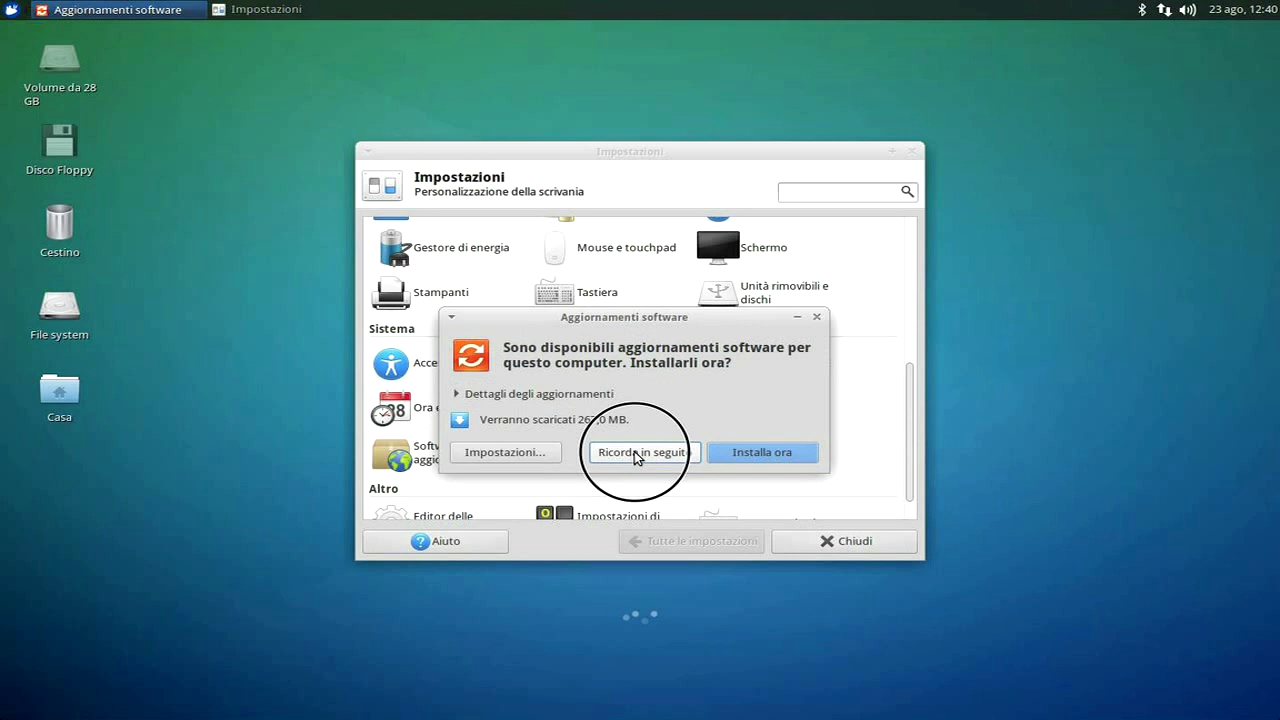 Aggiornamenti software
Impostazioni
23 ago, 12:40
Volume da 28
GB
Disco Floppy
Cestino
File system
Casa
Impostazioni
Impostazioni
Personalizzazione della scrivania
Gestore di energia
Mouse e touchpad
Schermo
Stampanti
Tastiera
Unità rimovibili e
dischi
Sistema
Acce
Ora e
88
Softw
aggio
Aggiornamenti software
Sono disponibili aggiornamenti software per
questo computer. Installarli ora?
Dettagli degli aggiornamenti
Verranno scaricati MB.
Impostazioni...
Ricorda in seguito
Installa ora
Altro
Editor delle
Impostazioni di
? Aiuto
Tutte le impostazioni
Chiudi